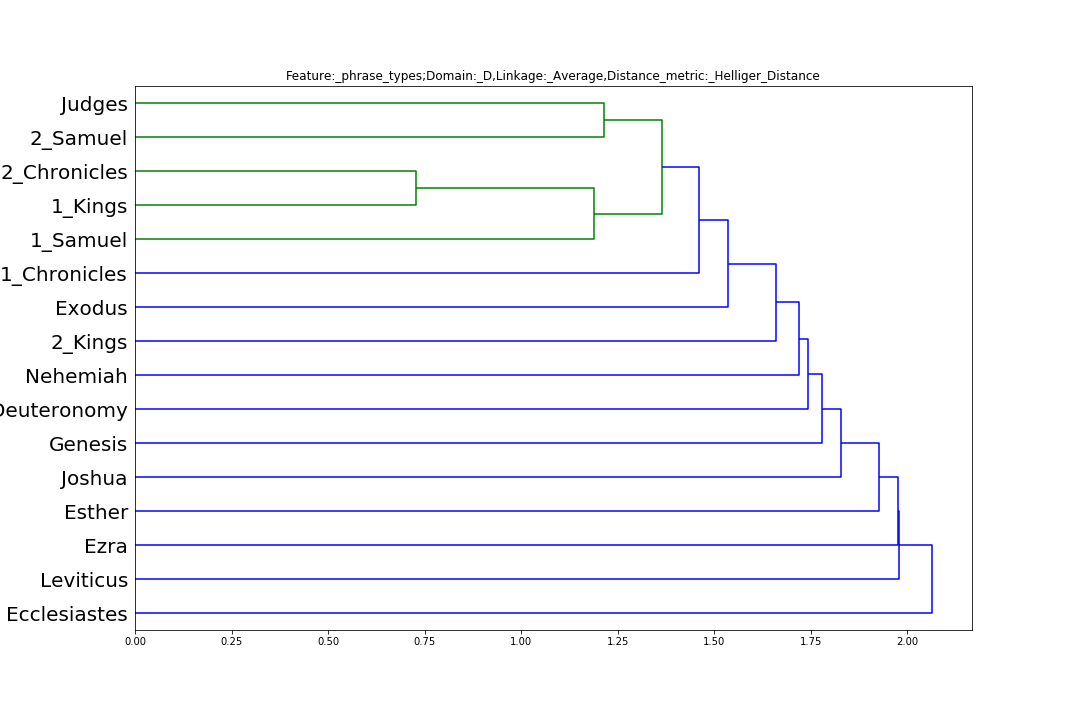 Feature:_phrase_types;Domain:_D,Linkage:_Average,Distance_metric:_Helliger_Distance
Judges
2_Samuel
2_Chronicles
1_Kings
1_Samuel
1_Chronicles
Exodus
2_Kings
Nehemiah
Deuteronomy
Genesis
Joshua
Esther
Ezra
Leviticus
Ecclesiastes
0.00 0.25 0.50 0.75 1.00 1.25 1.50 1.75 2.00